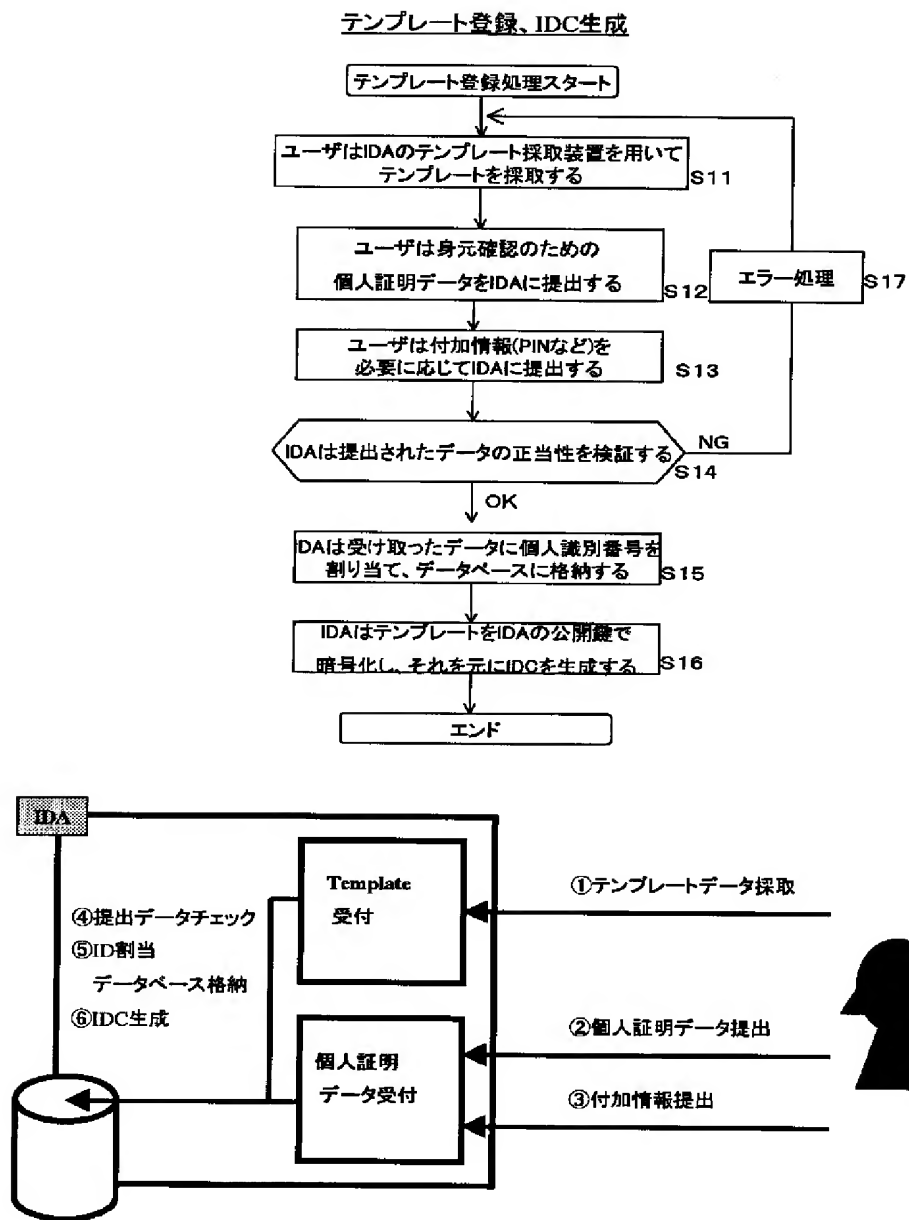 テンプレート登録、IDC生成
テンプレート登録処理スタート
ユーザはIDAのテンプレート採取装置を用いて
テンプレートを採取する
S11
ユーザは身元確認のための
個人証明データをIDAに提出する
S12
エラー処理
S17
ユーザは付加情報(PINなど)を
必要に応じてIDAに提出する
S13
IDAは提出されたデータの正当性を検証する
S14
NG
OK
IDAは受け取ったデータに個人識別番号を
割り当て、データベースに格納する
S15
IDAはテンプレートをIDAの公開鍵で
暗号化し、それを元にIDCを生成する
S16
エンド
IDA
Template
受付
①テンプレートデータ採取
④提出データチェック
⑤ID割当
データベース格納
⑥IDC生成
個人証明
データ受付
②個人証明データ提出
③付加情報提出